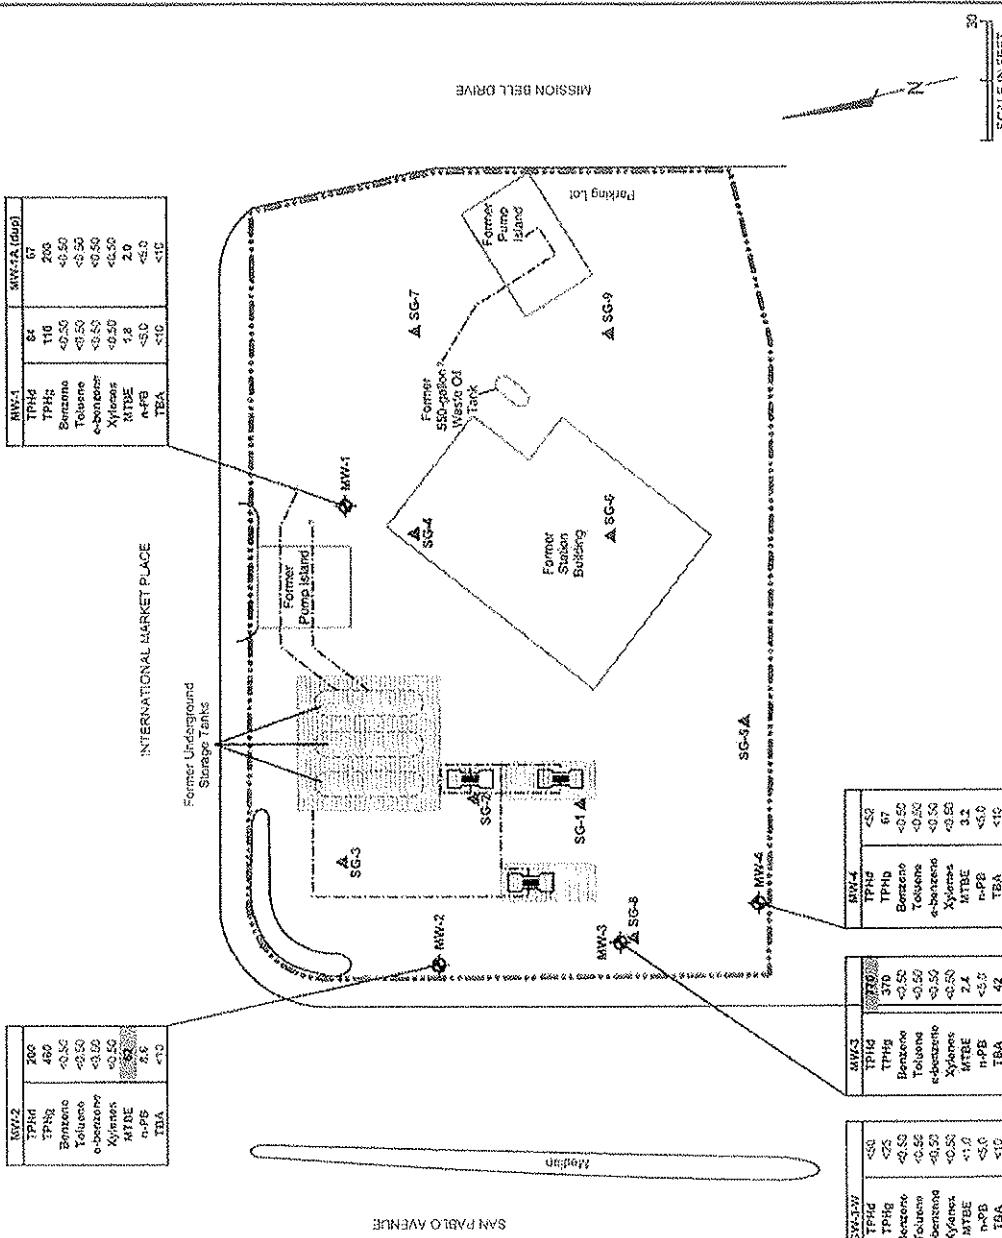 MISSION BELL DRIVE
30
SCALE IN FEET
N
MW-1
MW-1A (dup)
TPHd 84 67
TPHg 110 200
Benzene <0.50 <0.50
Toluene <0.50 <0.50
e-benzene <0.50 <0.50
Xylenes <0.50 <0.50
MTBE 1.8 2.0
n-PB <5.0 <5.0
TBA <10 <10
INTERNATIONAL MARKET PLACE
Former Underground
Storage Tanks
Former
Pump Island
MW-1
SG-4
SG-7
Former
550-gallon
Waste Oil
Tank
Former
Pump
Island
Parking Lot
SG-9
Former
Station
Building
SG-6
SG-5
SG-3
SG-2
SG-1
MW-2
MW-3
SG-8
MW-4
MW-2
TPHd 200
TPHg 460
Benzene <0.50
Toluene <0.50
e-benzene <0.50
Xylenes <0.50
MTBE
n-PB
TBA <10
Median
SAN PABLO AVENUE
MW-4
TPHd <50
TPHg 67
Benzene <0.50
Toluene <0.50
e-benzene <0.50
Xylenes <0.50
MTBE 3.2
n-PB <5.0
TBA <10
MW-3
TPHd 770
TPHg 370
Benzene <0.50
Toluene <0.50
e-benzene <0.50
Xylenes <0.50
MTBE 2.4
n-PB <5.0
TBA 42
TPHd <50
TPHg <25
Benzene <0.50
Toluene <0.50
benzene <0.50
Xylenes <0.50
MTBE <1.0
n-PB <5.0
TBA <10